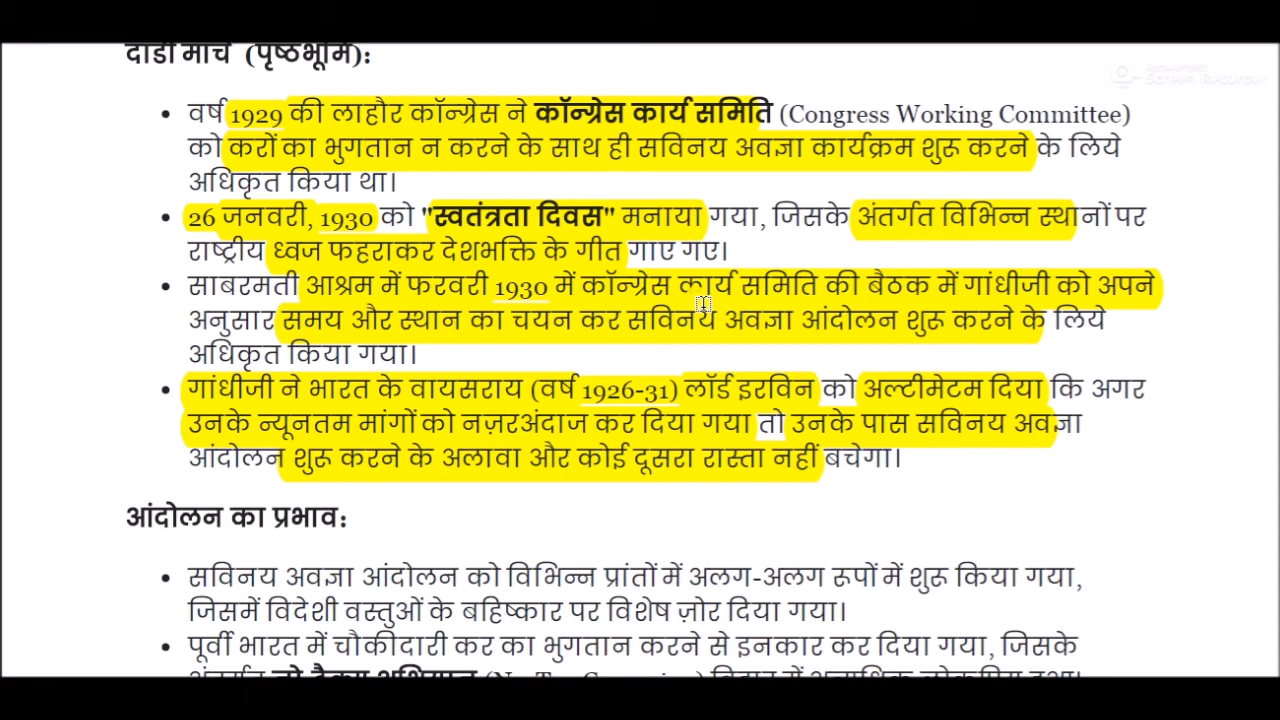 दांडी मार्च (पृष्ठभूमि):
वर्ष 1929 की लाहौर कॉन्ग्रेस ने कॉन्ग्रेस कार्य समिति (Congress Working Committee)
को करों का भुगतान न करने के साथ ही सविनय अवज्ञा कार्यक्रम शुरू करने के लिये
अधिकृत किया था।
26 जनवरी, 1930 को "स्वतंत्रता दिवस" मनाया गया, जिसके अंतर्गत विभिन्न स्थानों पर
राष्ट्रीय ध्वज फहराकर देशभक्ति के गीत गाए गए।
साबरमती आश्रम में फरवरी 1930 में कॉन्ग्रेस कार्य समिति की बैठक में गांधीजी को अपने
अनुसार समय और स्थान का चयन कर सविनय अवज्ञा आंदोलन शुरू करने के लिये
अधिकृत किया गया।
गांधीजी ने भारत के वायसराय (वर्ष 1926-31) लॉर्ड इरविन को अल्टीमेटम दिया कि अगर
उनके न्यूनतम मांगों को नज़रअंदाज कर दिया गया तो उनके पास सविनय अवज्ञा
आंदोलन शुरू करने के अलावा और कोई दूसरा रास्ता नहीं बचेगा।
आंदोलन का प्रभाव:
सविनय अवज्ञा आंदोलन को विभिन्न प्रांतों में अलग-अलग रूपों में शुरू किया गया,
जिसमें विदेशी वस्तुओं के बहिष्कार पर विशेष ज़ोर दिया गया।
पूर्वी भारत में चौकीदारी कर का भुगतान करने से इनकार कर दिया गया, जिसके
Screen Recorder